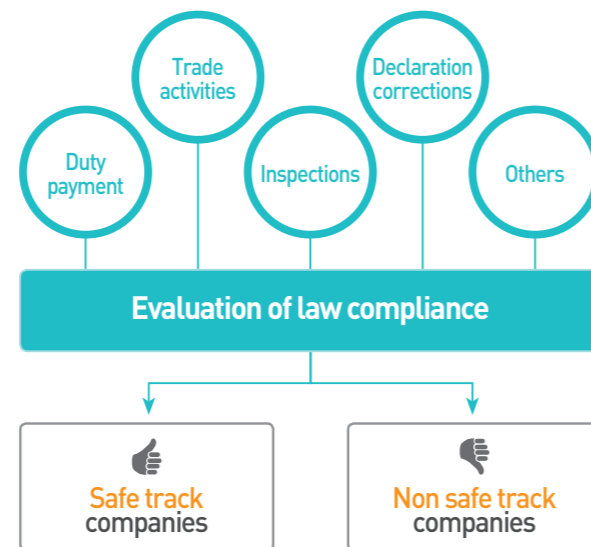 Trade
activities
Declaration
corrections
Duty
payment
Inspections
Others
Evaluation of law compliance
Safe track
companies
Non safe track
companies